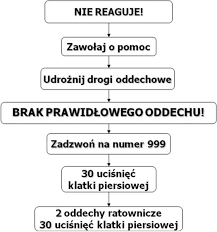 NIE REAGUJE!
Zawołaj o pomoc
Udrożnij drogi oddechowe
BRAK PRAWIDŁOWEGO ODDECHU!
Zadzwoń na numer 999
30 uciśnięć
klatki piersiowej
2 oddechy ratownicze
30 uciśnięć klatki piersiowej